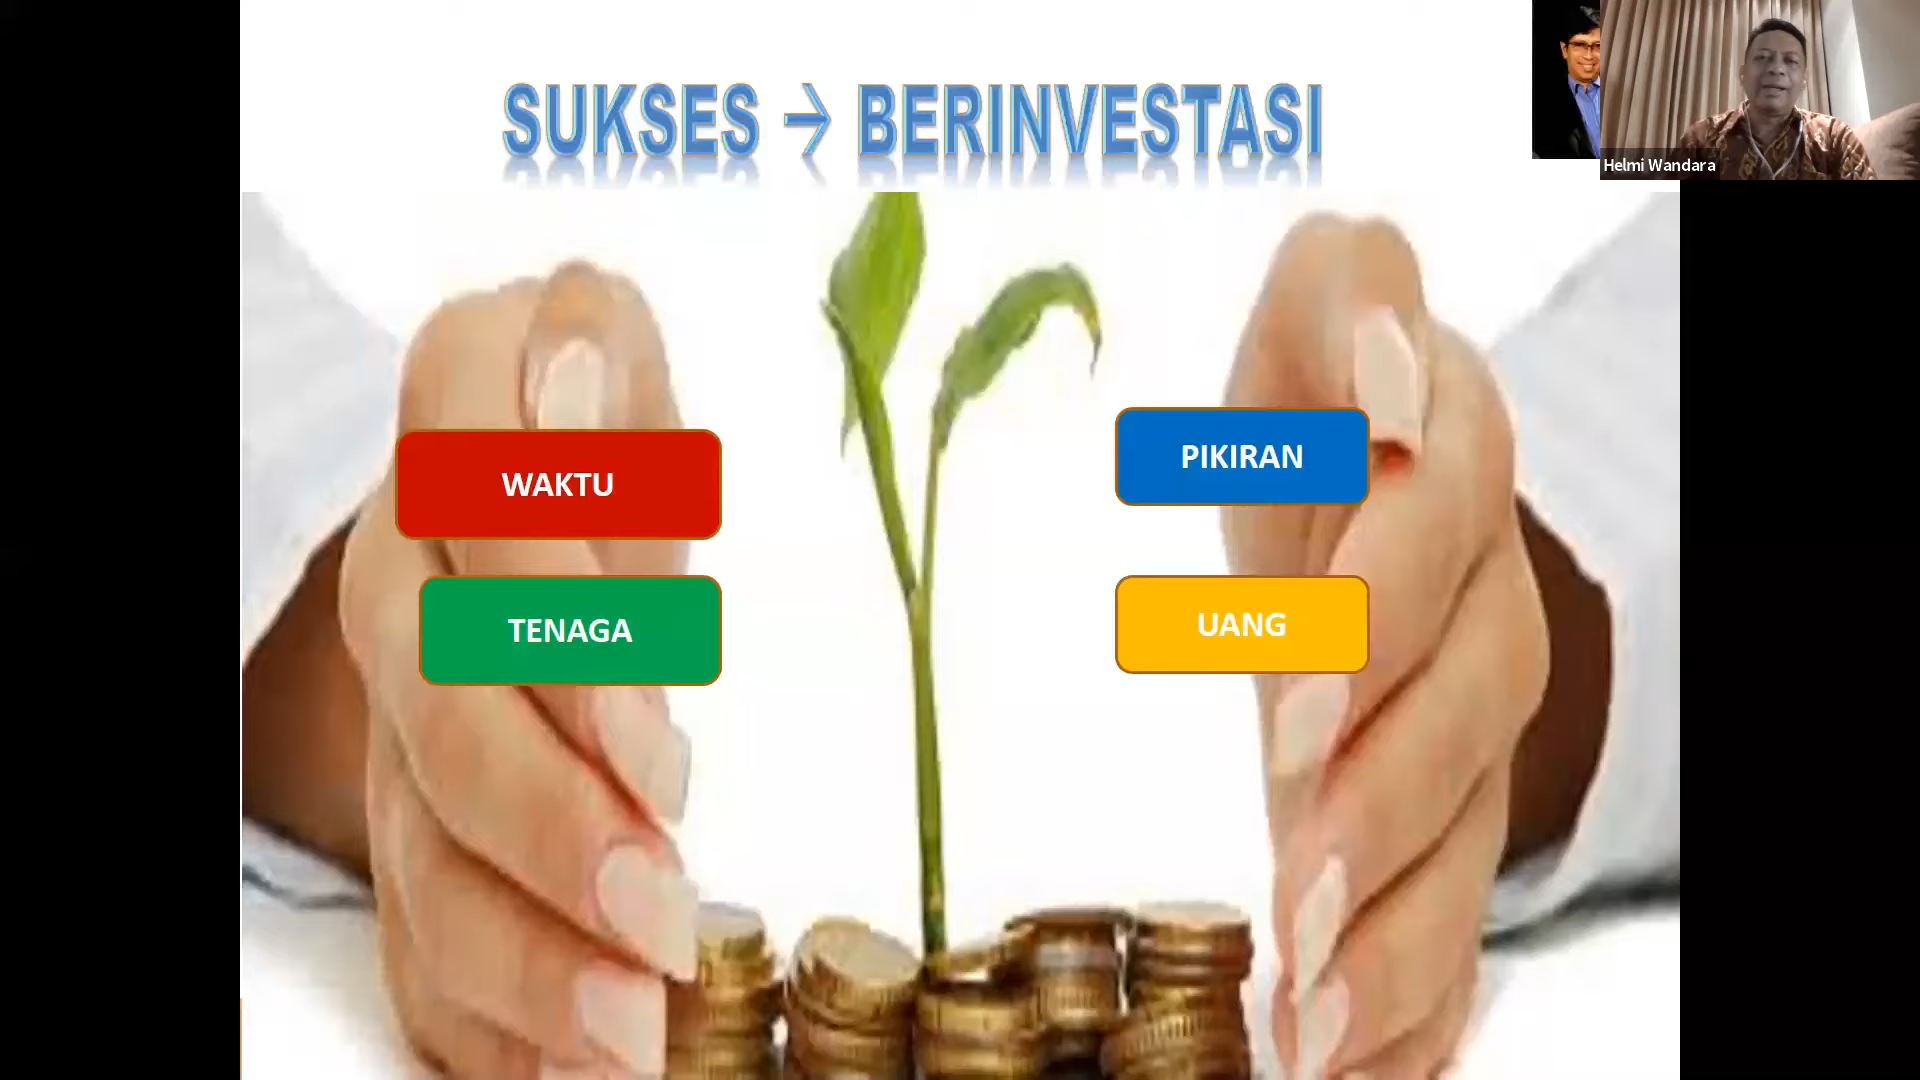 SUKSES → BERINVESTASI
Helmi Wandara
WAKTU
PIKIRAN
TENAGA
UANG